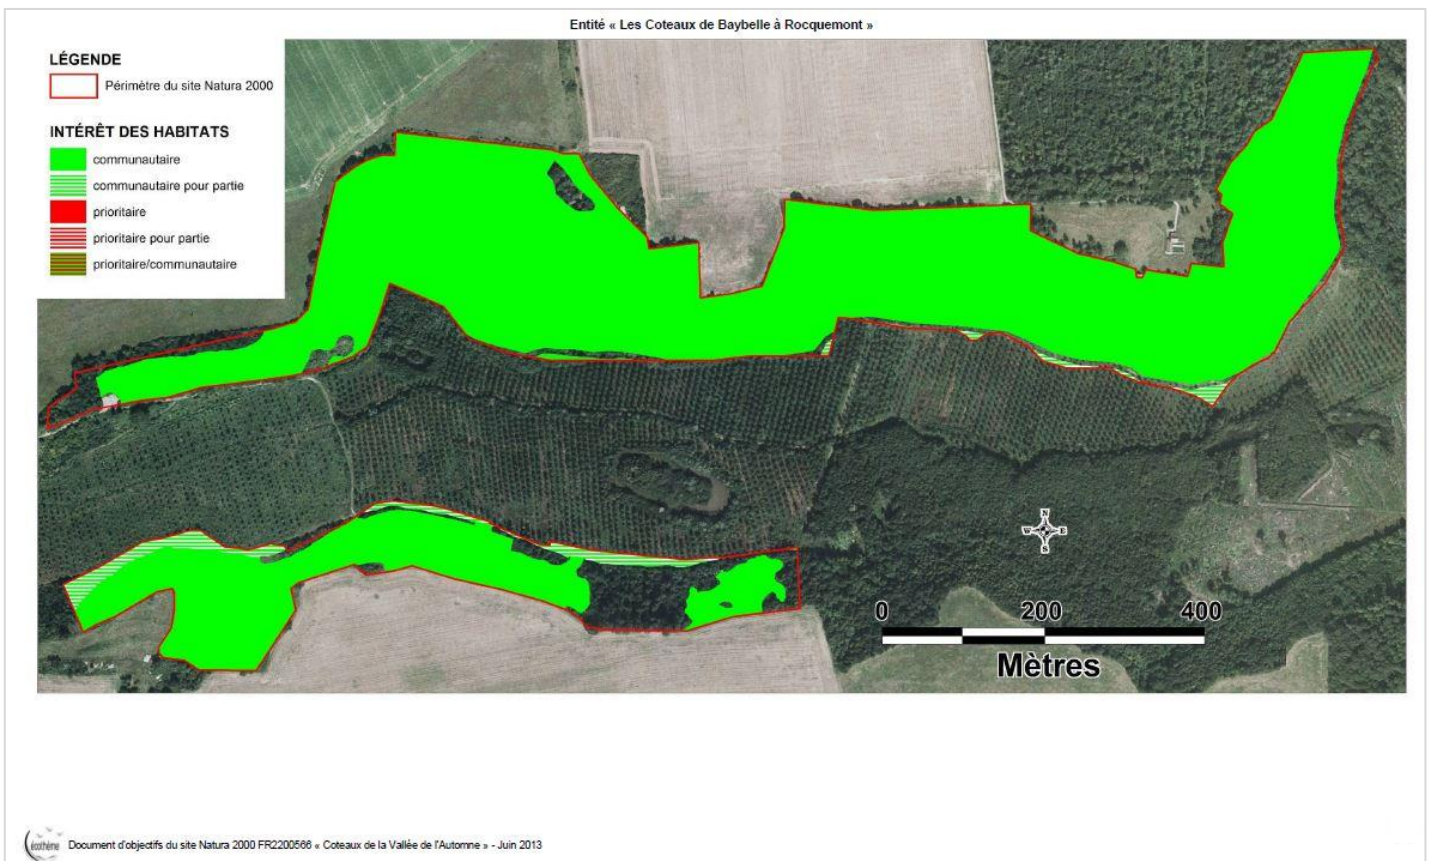 Entité « Les Coteaux de Baybelle à Rocquemont »
LÉGENDE
Périmètre du site Natura 2000
INTÉRÊT DES HABITATS
communautaire
communautaire pour partie
prioritaire
prioritaire pour partie
prioritaire/communautaire
N
W E
S
0 200 400
Mètres
écothème Document d'objectifs du site Natura 2000 FR2200566 « Coteaux de la Vallée de l'Automne » - Juin 2013